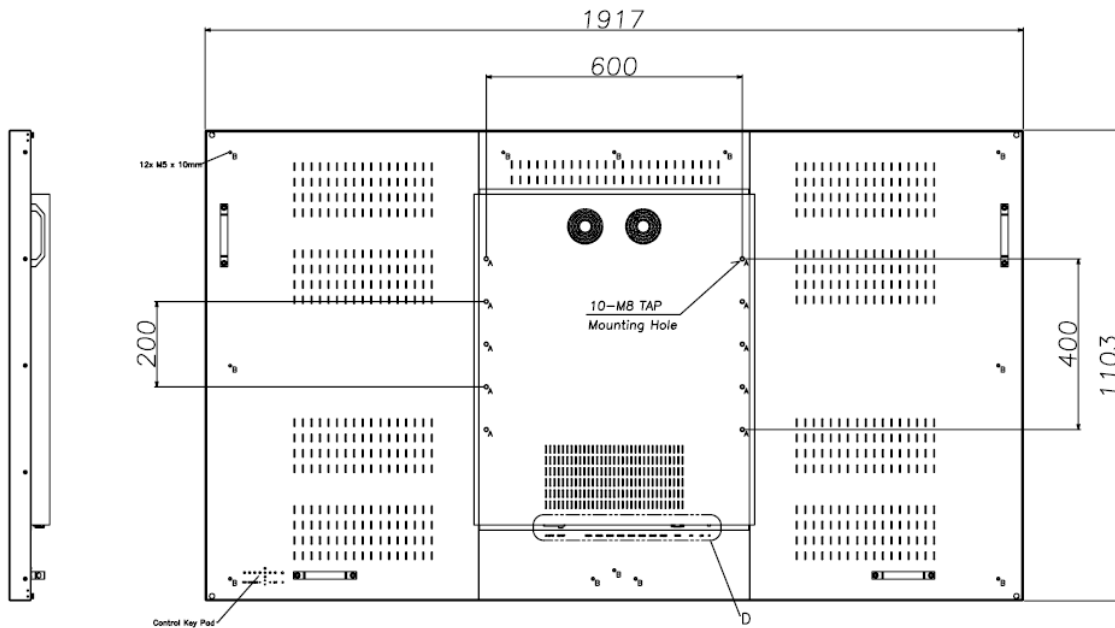 1917
600
12x M5 x 10mm
B
B
B
B
B
A
A
10-M8 TAP
Mounting Hole
A
A
200
400
1103
A
A
B
B
A
A
A
A
B
B
B
B
B
Control Key Pad
D